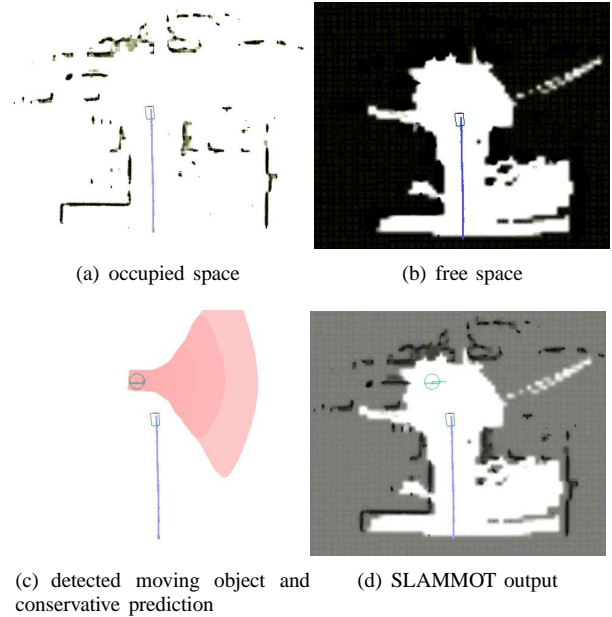 (a) occupied space
(b) free space
(c) detected moving object and conservative prediction
(d) SLAMMOT output